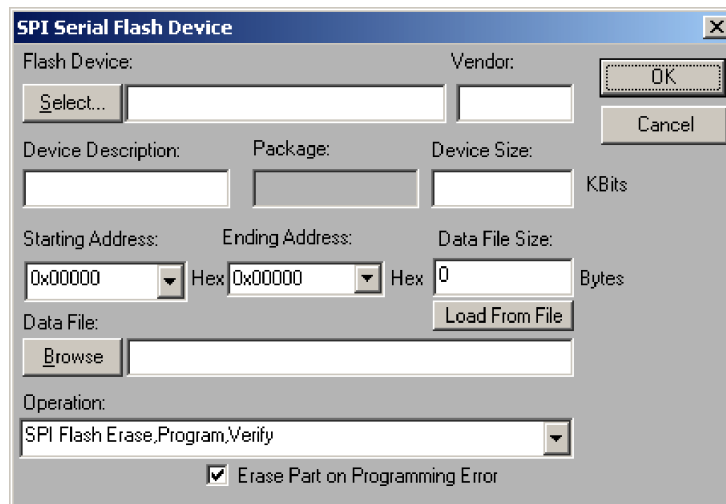 SPI Serial Flash Device
Flash Device: Vendor:
Select... OK
Cancel
Device Description: Package: Device Size:
KBits
Starting Address: Ending Address: Data File Size:
0x00000 Hex 0x00000 Hex 0 Bytes
Data File: Load From File
Browse
Operation:
SPI Flash Erase,Program,Verify
Erase Part on Programming Error